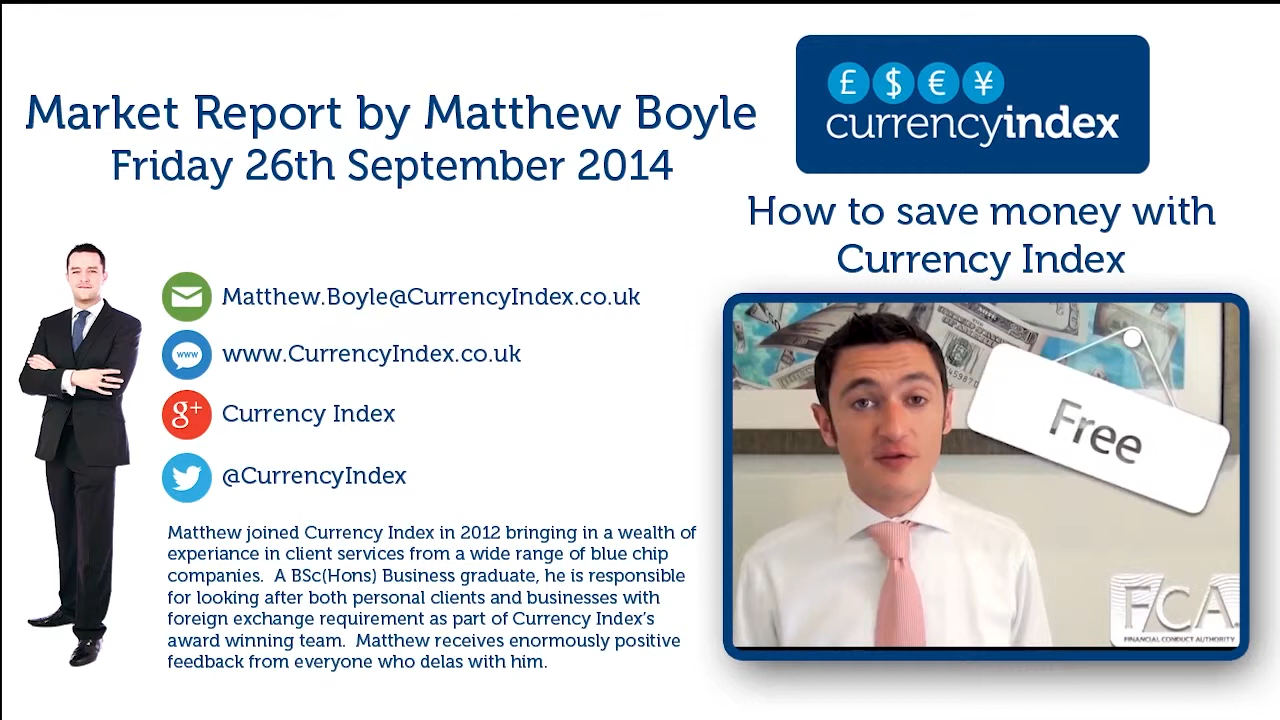 Market Report by Matthew Boyle
Friday 26th September 2014
£ $ € ¥
currencyindex
How to save money with
Currency Index
Matthew.Boyle@CurrencyIndex.co.uk
www
www.CurrencyIndex.co.uk
g+
Currency Index
@CurrencyIndex
Matthew joined Currency Index in 2012 bringing in a wealth of
experiance in client services from a wide range of blue chip
companies. A BSc(Hons) Business graduate, he is responsible
for looking after both personal clients and businesses with
foreign exchange requirement as part of Currency Index's
award winning team. Matthew receives enormously positive
feedback from everyone who delas with him.
Free
FCA
FINANCIAL CONDUCT AUTHORITY